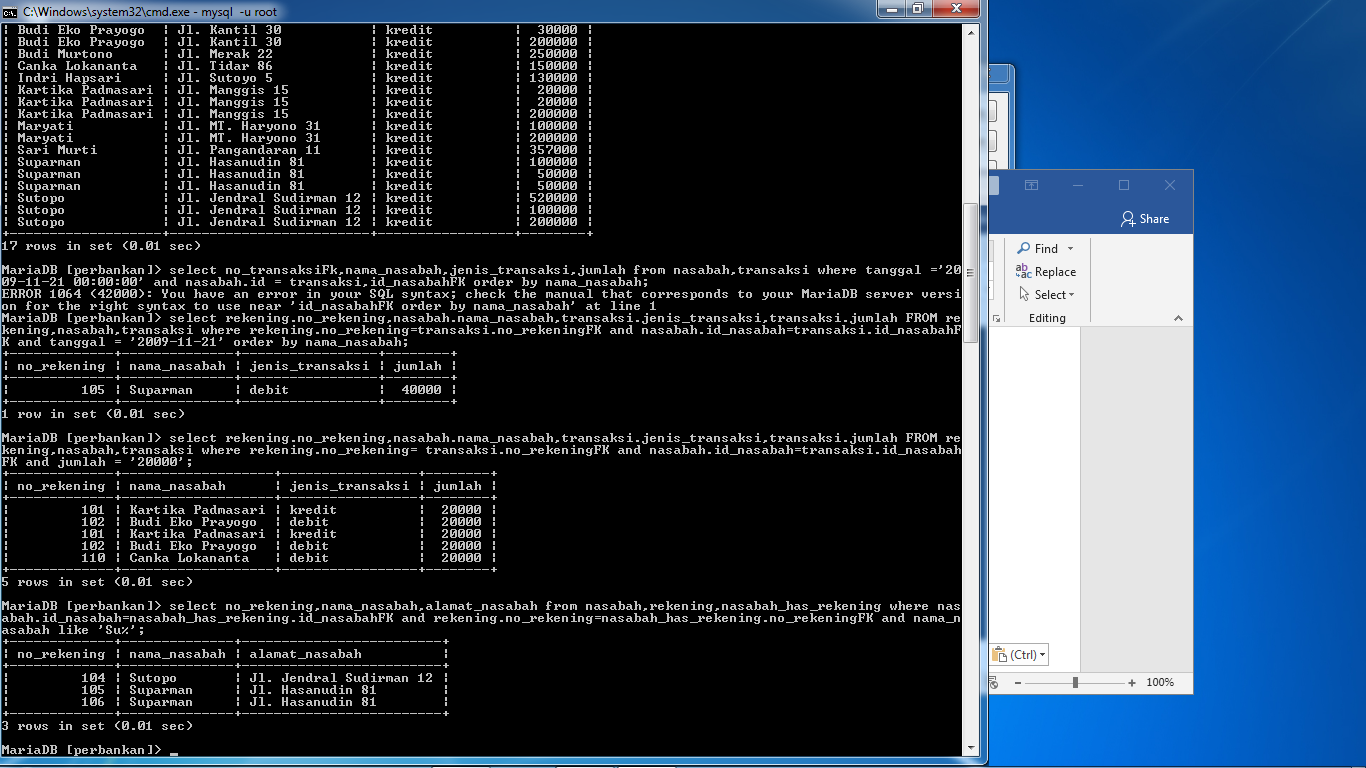 C:\Windows\system32\cmd.exe - mysql  -u root
¦ Budi Eko Prayogo  ¦ Jl. Kantil 30           ¦ kredit          ¦  30000 ¦
¦ Budi Eko Prayogo  ¦ Jl. Kantil 30           ¦ kredit          ¦ 200000 ¦
¦ Budi Murtono      ¦ Jl. Merak 22            ¦ kredit          ¦ 250000 ¦
¦ Canka Lokananta   ¦ Jl. Tidar 86            ¦ kredit          ¦ 150000 ¦
¦ Indri Hapsari     ¦ Jl. Sutoyo 5            ¦ kredit          ¦ 130000 ¦
¦ Kartika Padmasari ¦ Jl. Manggis 15          ¦ kredit          ¦  20000 ¦
¦ Kartika Padmasari ¦ Jl. Manggis 15          ¦ kredit          ¦  20000 ¦
¦ Kartika Padmasari ¦ Jl. Manggis 15          ¦ kredit          ¦ 200000 ¦
¦ Maryati           ¦ Jl. MT. Haryono 31      ¦ kredit          ¦ 100000 ¦
¦ Maryati           ¦ Jl. MT. Haryono 31      ¦ kredit          ¦ 200000 ¦
¦ Sari Murti        ¦ Jl. Pangandaran 11      ¦ kredit          ¦ 357000 ¦
¦ Suparman          ¦ Jl. Hasanudin 81        ¦ kredit          ¦ 100000 ¦
¦ Suparman          ¦ Jl. Hasanudin 81        ¦ kredit          ¦  50000 ¦
¦ Suparman          ¦ Jl. Hasanudin 81        ¦ kredit          ¦  50000 ¦
¦ Sutopo            ¦ Jl. Jendral Sudirman 12 ¦ kredit          ¦ 520000 ¦
¦ Sutopo            ¦ Jl. Jendral Sudirman 12 ¦ kredit          ¦ 100000 ¦
¦ Sutopo            ¦ Jl. Jendral Sudirman 12 ¦ kredit          ¦ 200000 ¦
17 rows in set (0.01 sec)
MariaDB [perbankan]> select no_transaksiFk,nama_nasabah,jenis_transaksi,jumlah from nasabah,transaksi where tanggal ='20
09-11-21 00:00:00' and nasabah.id = transaksi,id_nasabahFK order by nama_nasabah;
ERROR 1064 (42000): You have an error in your SQL syntax; check the manual that corresponds to your MariaDB server versi
on for the right syntax to use near 'id_nasabahFK order by nama_nasabah' at line 1
MariaDB [perbankan]> select rekening.no_rekening,nasabah.nama_nasabah,transaksi.jenis_transaksi,transaksi.jumlah FROM re
kening,nasabah,transaksi where rekening.no_rekening=transaksi.no_rekeningFK and nasabah.id_nasabah=transaksi.id_nasabahF
K and tanggal = '2009-11-21' order by nama_nasabah;
¦ no_rekening ¦ nama_nasabah ¦ jenis_transaksi ¦ jumlah ¦
¦         105 ¦ Suparman     ¦ debit           ¦  40000 ¦
1 row in set (0.01 sec)
MariaDB [perbankan]> select rekening.no_rekening,nasabah.nama_nasabah,transaksi.jenis_transaksi,transaksi.jumlah FROM re
kening,nasabah,transaksi where rekening.no_rekening= transaksi.no_rekeningFK and nasabah.id_nasabah=transaksi.id_nasabah
FK and jumlah = '20000';
¦ no_rekening ¦ nama_nasabah      ¦ jenis_transaksi ¦ jumlah ¦
¦         101 ¦ Kartika Padmasari ¦ kredit          ¦  20000 ¦
¦         102 ¦ Budi Eko Prayogo  ¦ debit           ¦  20000 ¦
¦         101 ¦ Kartika Padmasari ¦ kredit          ¦  20000 ¦
¦         102 ¦ Budi Eko Prayogo  ¦ debit           ¦  20000 ¦
¦         110 ¦ Canka Lokananta   ¦ debit           ¦  20000 ¦
5 rows in set (0.01 sec)
MariaDB [perbankan]> select no_rekening,nama_nasabah,alamat_nasabah from nasabah,rekening,nasabah_has_rekening where nas
abah.id_nasabah=nasabah_has_rekening.id_nasabahFK and rekening.no_rekening=nasabah_has_rekening.no_rekeningFK and nama_n
asabah like 'Su%';
¦ no_rekening ¦ nama_nasabah ¦ alamat_nasabah          ¦
¦         104 ¦ Sutopo       ¦ Jl. Jendral Sudirman 12 ¦
¦         105 ¦ Suparman     ¦ Jl. Hasanudin 81        ¦
¦         106 ¦ Suparman     ¦ Jl. Hasanudin 81        ¦
3 rows in set (0.01 sec)
MariaDB [perbankan]> _
Share
Find
Replace
Select
Editing
(Ctrl)
100%